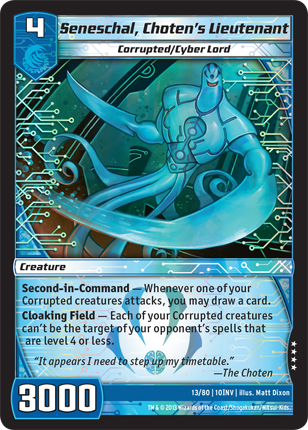 4
Seneschal, Choten's Lieutenant
Corrupted/Cyber Lord
Creature
Second-in-Command — Whenever one of your
Corrupted creatures attacks, you may draw a card.
Cloaking Field — Each of your Corrupted creatures
can't be the target of your opponent's spells that
are level 4 or less.
"It appears I need to step up my timetable."
—The Choten
3000
13/80 | 10INV | illus. Matt Dixon
TM & © 2015 Wizards of the Coast/Shogakukan/Mitsui-Kids.